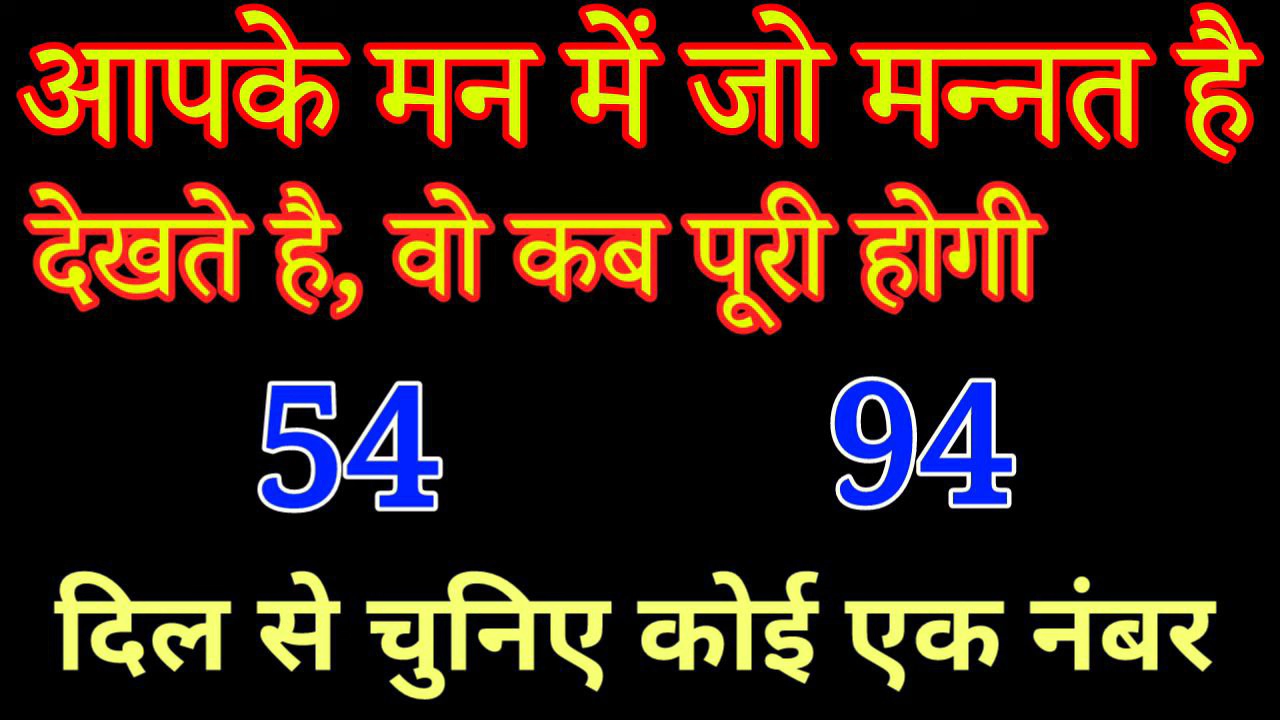 आपके मन में जो मन्नत है
देखते है, वो कब पूरी होगी
54 94
दिल से चुनिए कोई एक नंबर